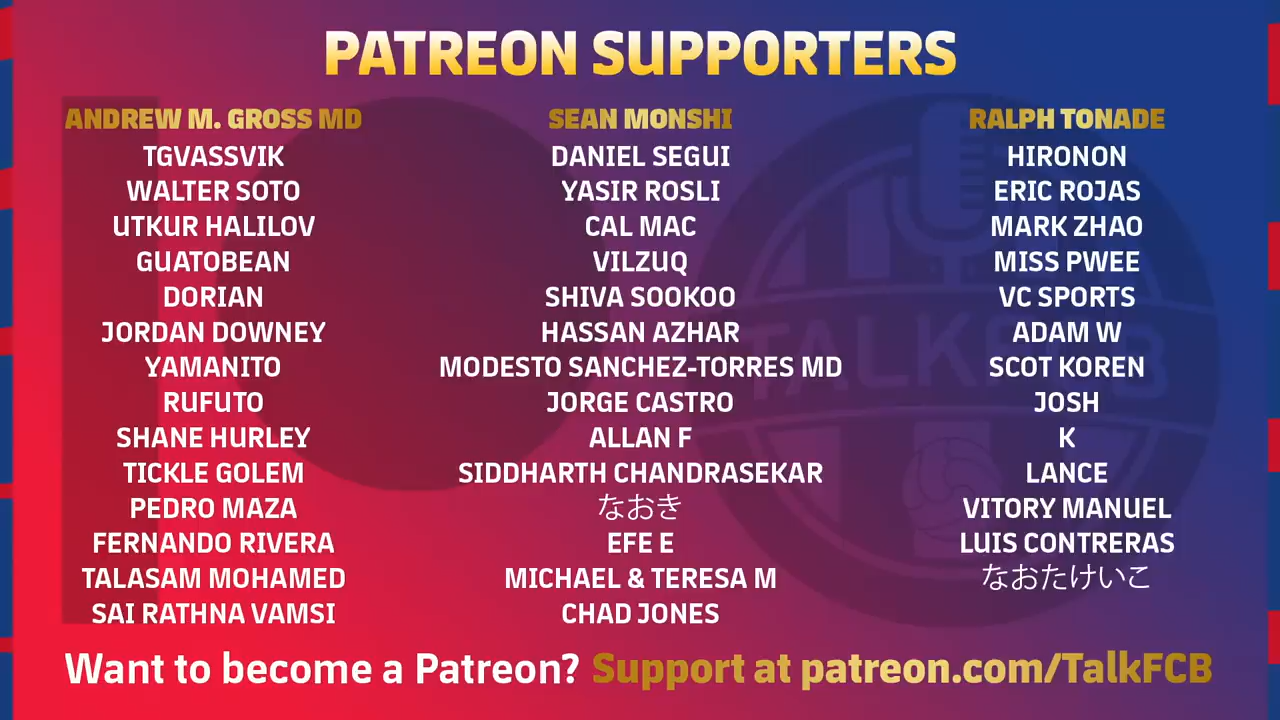 PATREON SUPPORTERS
ANDREW M. GROSS MD
TGVASSVIK
WALTER SOTO
UTKUR HALILOV
GUATOBEAN
DORIAN
JORDAN DOWNEY
YAMANITO
RUFUTO
SHANE HURLEY
TICKLE GOLEM
PEDRO MAZA
FERNANDO RIVERA
TALASAM MOHAMED
SAI RATHNA VAMSI
SEAN MONSHI
DANIEL SEGUI
YASIR ROSLI
CAL MAC
VILZUQ
SHIVA SOOKOO
HASSAN AZHAR
MODESTO SANCHEZ-TORRES MD
JORGE CASTRO
ALLAN F
SIDDHARTH CHANDRASEKAR
なおき
EFE E
MICHAEL & TERESA M
CHAD JONES
RALPH TONADE
HIRONON
ERIC ROJAS
MARK ZHAO
MISS PWEE
VC SPORTS
ADAM W
SCOT KOREN
JOSH
K
LANCE
VITORY MANUEL
LUIS CONTRERAS
なおたけいこ
TALKFCB
Want to become a Patreon? Support at patreon.com/TalkFCB